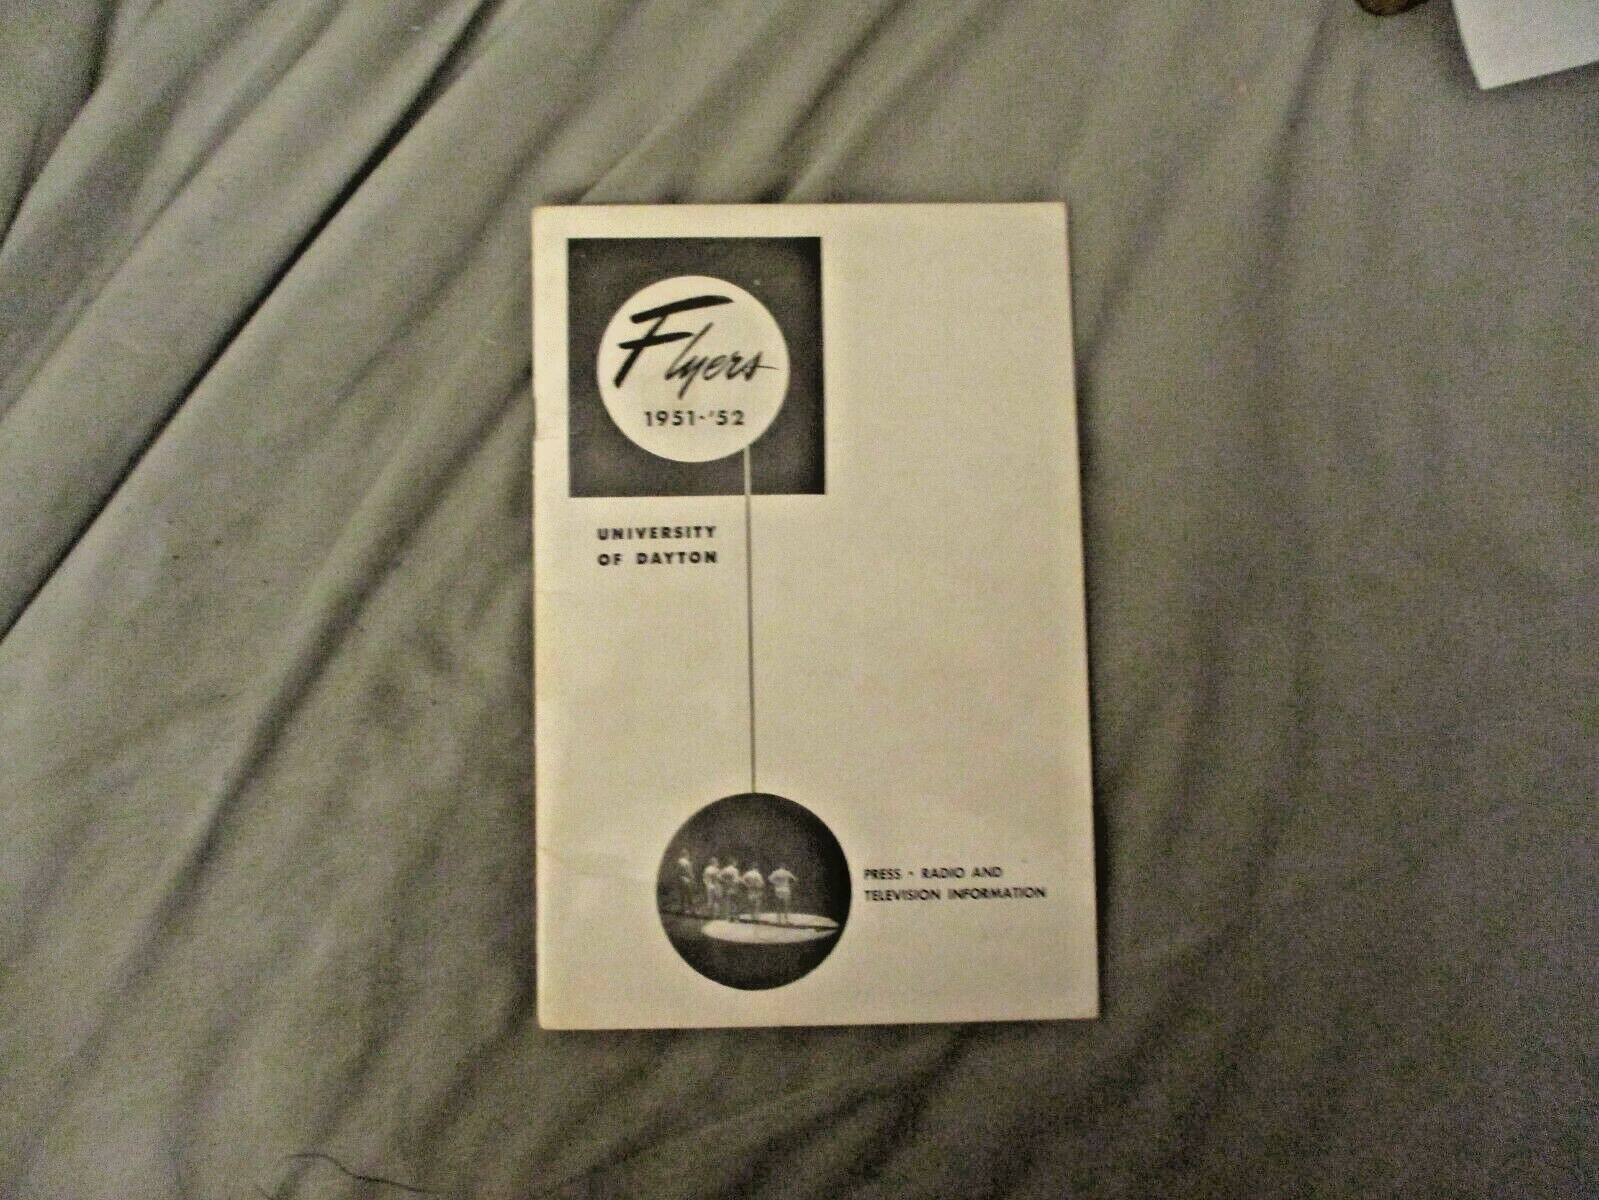 Flyers
1951-'52
UNIVERSITY
OF DAYTON
PRESS • RADIO AND
TELEVISION INFORMATION